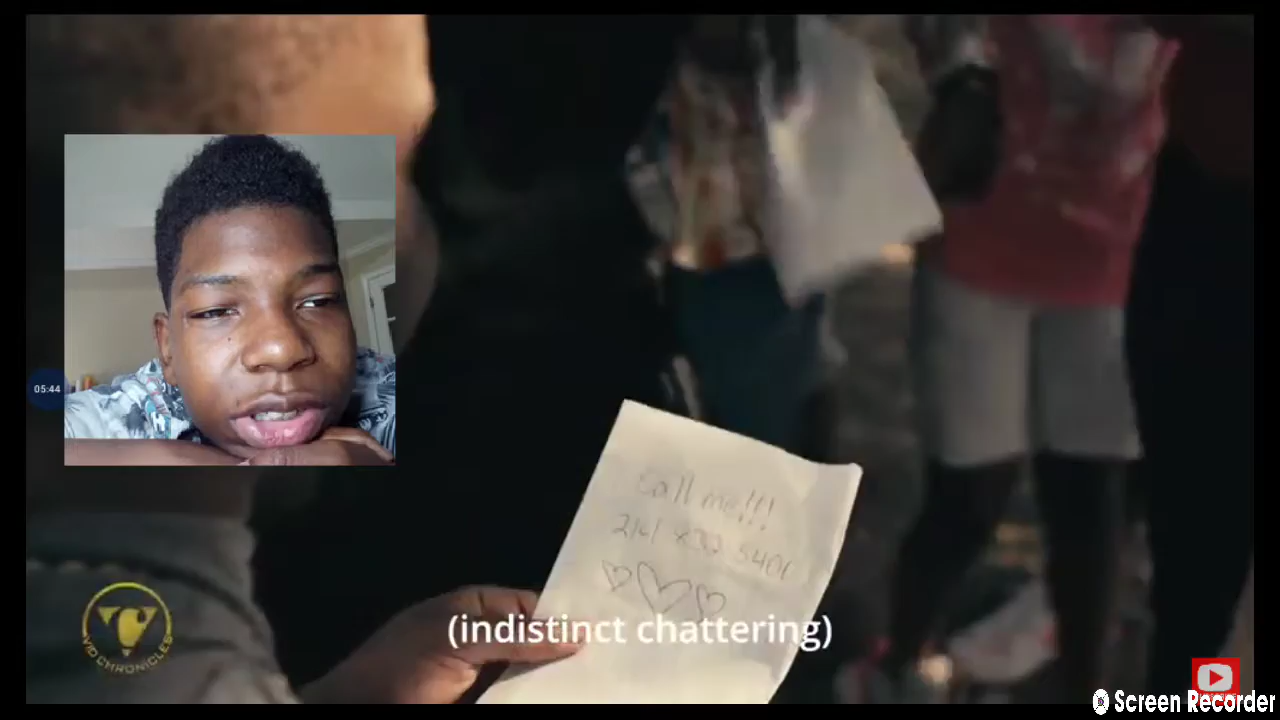 05:44
Call me!!!
(indistinct chattering)
VID CHRONICLES
Screen Recorder